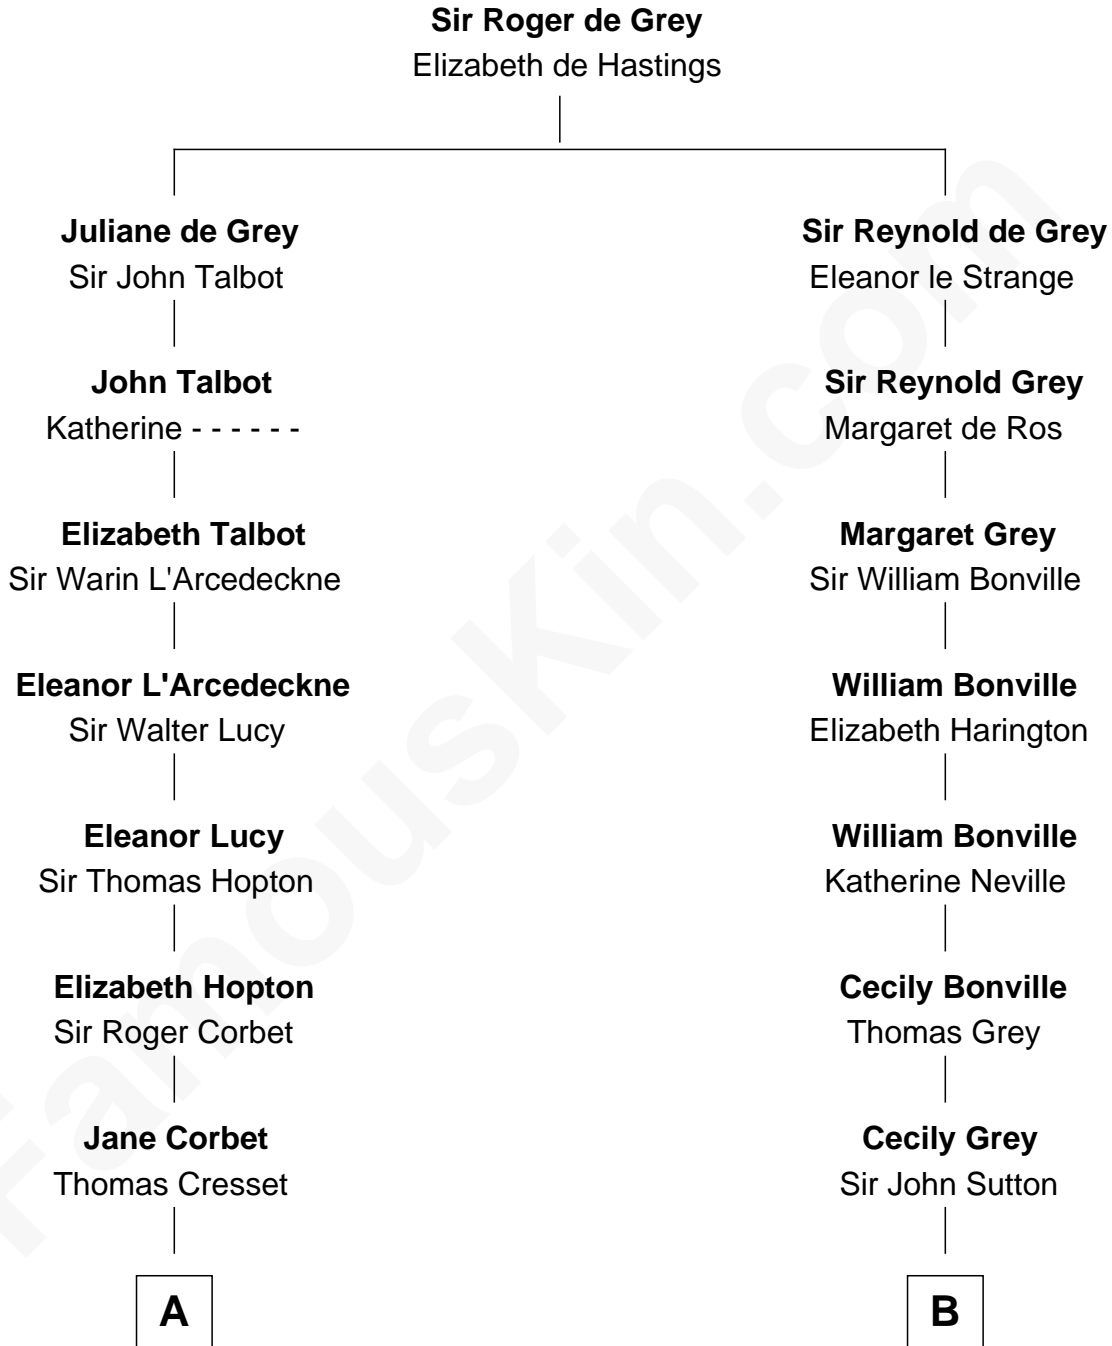 Sir Roger de Grey
Elizabeth de Hastings
Juliane de Grey
Sir John Talbot
Sir Reynold de Grey
Eleanor le Strange
John Talbot
Katherine - - - - - -
Sir Reynold Grey
Margaret de Ros
Elizabeth Talbot
Sir Warin L'Arcedeckne
Margaret Grey
Sir William Bonville
Eleanor L'Arcedeckne
Sir Walter Lucy
William Bonville
Elizabeth Harington
Eleanor Lucy
Sir Thomas Hopton
William Bonville
Katherine Neville
Elizabeth Hopton
Sir Roger Corbet
Cecily Bonville
Thomas Grey
Jane Corbet
Thomas Cresset
Cecily Grey
Sir John Sutton
A
B
FamousKin.com